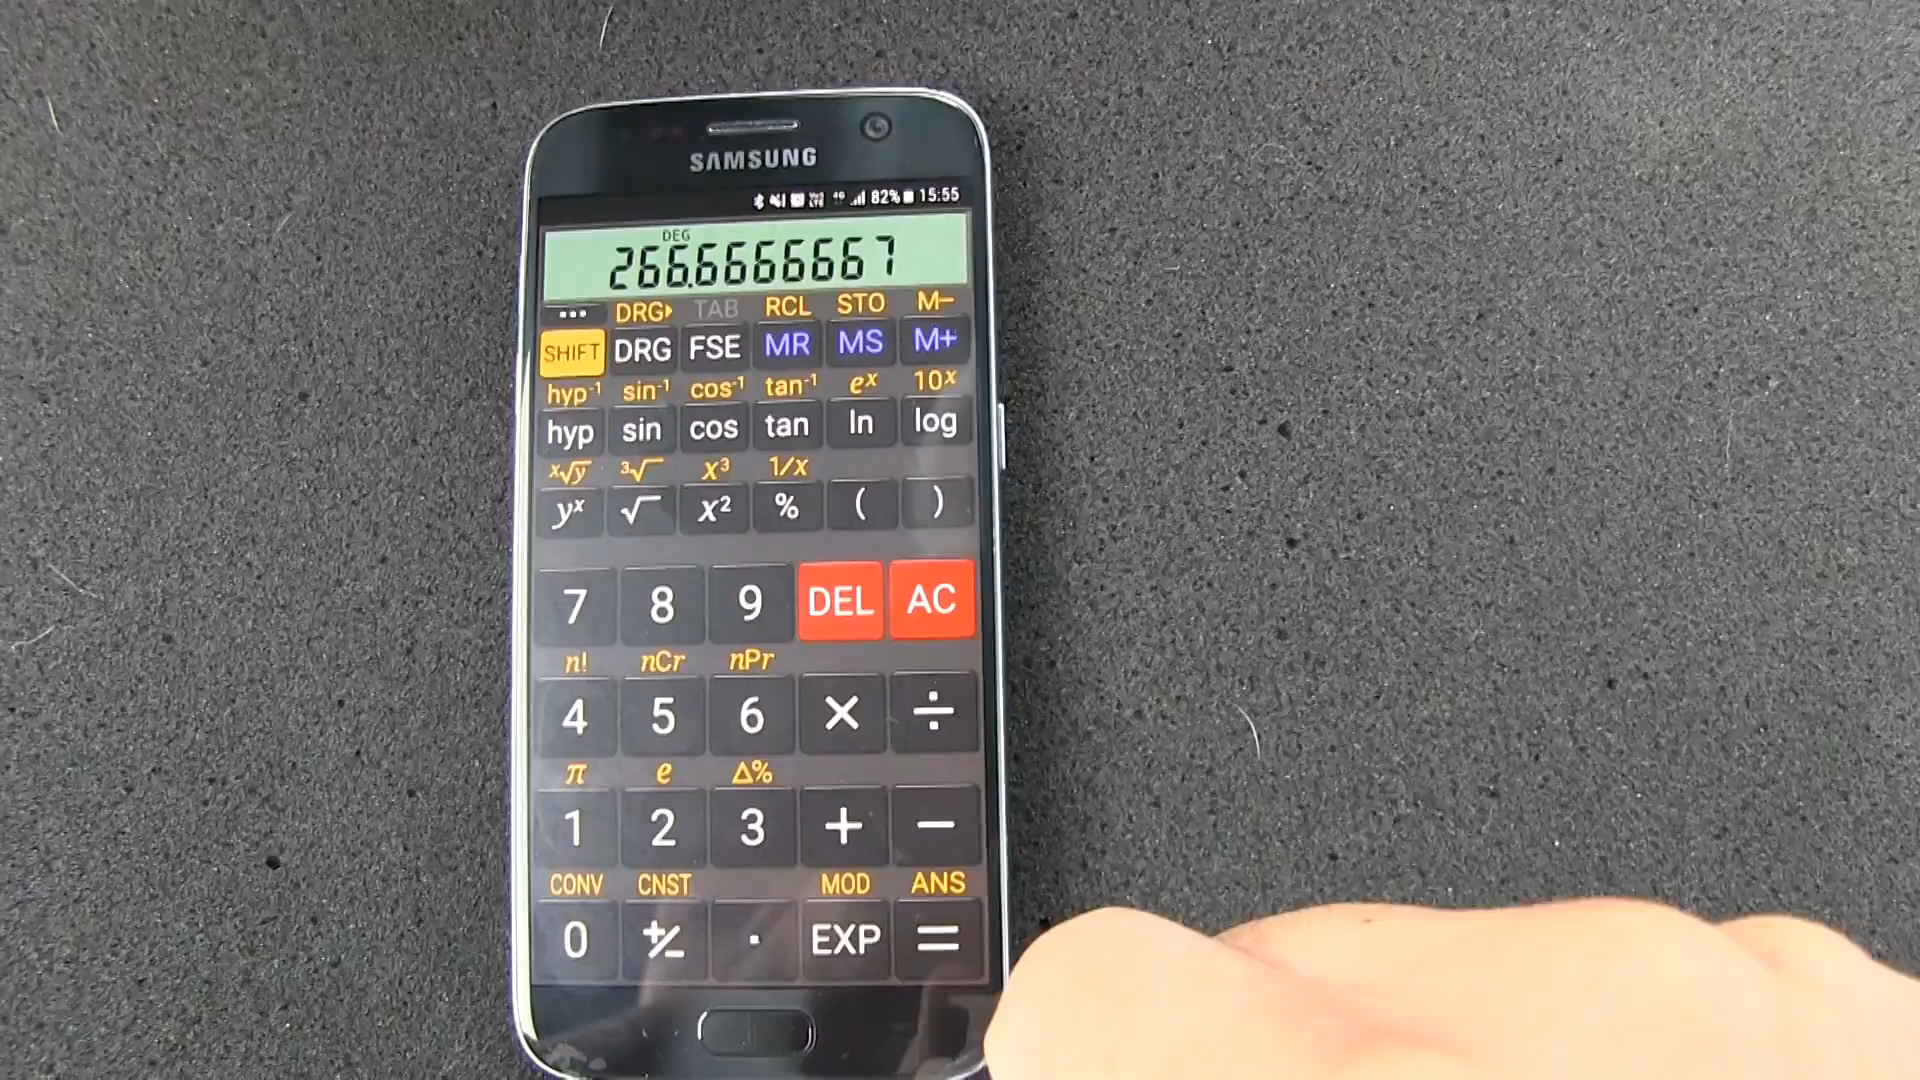 SAMSUNG
82% 15:55
DEG
266.6666667
... DRG▸ TAB RCL STO M−
SHIFT DRG FSE MR MS M+
hyp⁻¹ sin⁻¹ cos⁻¹ tan⁻¹ eˣ 10ˣ
hyp sin cos tan ln log
ˣ√y ³√ x³ 1/x
yˣ √ x² % ( )
7 8 9 DEL AC
n! nCr nPr
4 5 6 × ÷
π e Δ%
1 2 3 + −
CONV CNST MOD ANS
0 +/− . EXP =